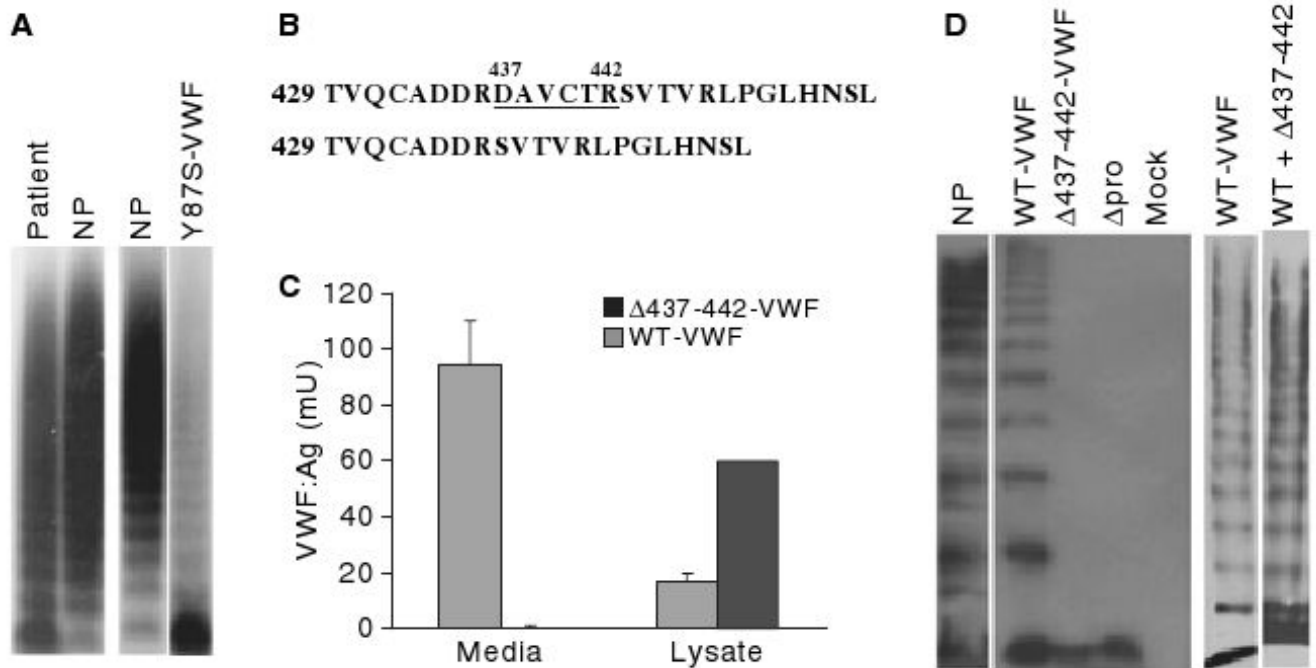 A
Patient
NP
NP
Y87S-VWF
B
437 442
429 TVQCADDRDAVCTRSVTVRLPGLHNSL
429 TVQCADDRSVTVRLPGLHNSL
C
VWF:Ag (mU)
120
100
80
60
40
20
0
Δ437-442-VWF
WT-VWF
Media Lysate
D
NP
WT-VWF
Δ437-442-VWF
Δpro
Mock
WT-VWF
WT + Δ437-442